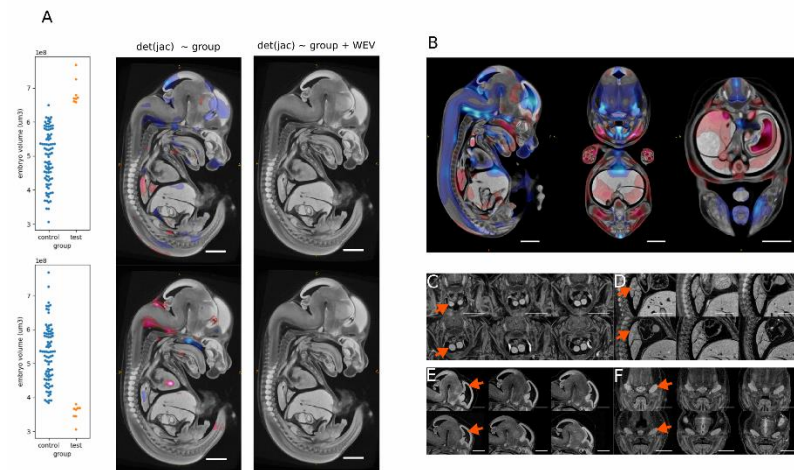 A
det(jac) ~ group
det(jac) ~ group + WEV
B
1e8
7
6
5
4
3
embryo volume (um3)
control
test
group
1e8
7
6
5
4
3
embryo volume (um3)
control
test
group
C
D
E
F